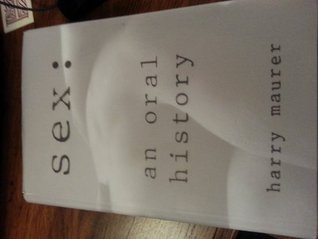 sex:
an oral
history
harry maurer